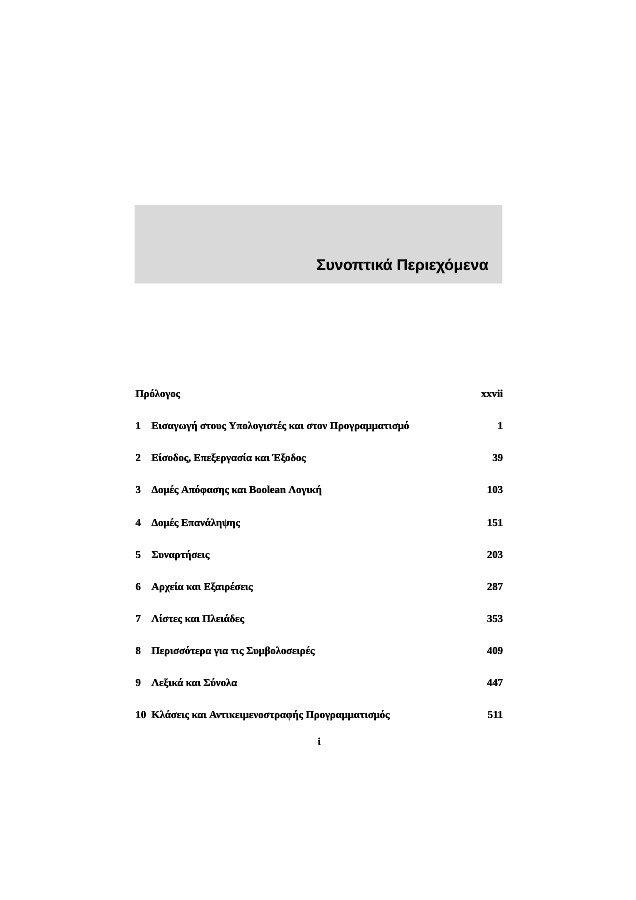 Συνοπτικά Περιεχόμενα
Πρόλογος xxvii
1 Εισαγωγή στους Υπολογιστές και στον Προγραμματισμό 1
2 Είσοδος, Επεξεργασία και Έξοδος 39
3 Δομές Απόφασης και Boolean Λογική 103
4 Δομές Επανάληψης 151
5 Συναρτήσεις 203
6 Αρχεία και Εξαιρέσεις 287
7 Λίστες και Πλειάδες 353
8 Περισσότερα για τις Συμβολοσειρές 409
9 Λεξικά και Σύνολα 447
10 Κλάσεις και Αντικειμενοστραφής Προγραμματισμός 511
i